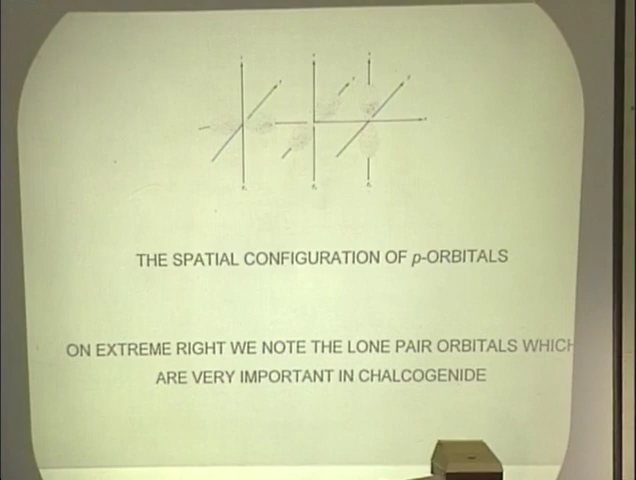 THE SPATIAL CONFIGURATION OF p-ORBITALS
ON EXTREME RIGHT WE NOTE THE LONE PAIR ORBITALS WHICH
ARE VERY IMPORTANT IN CHALCOGENIDE